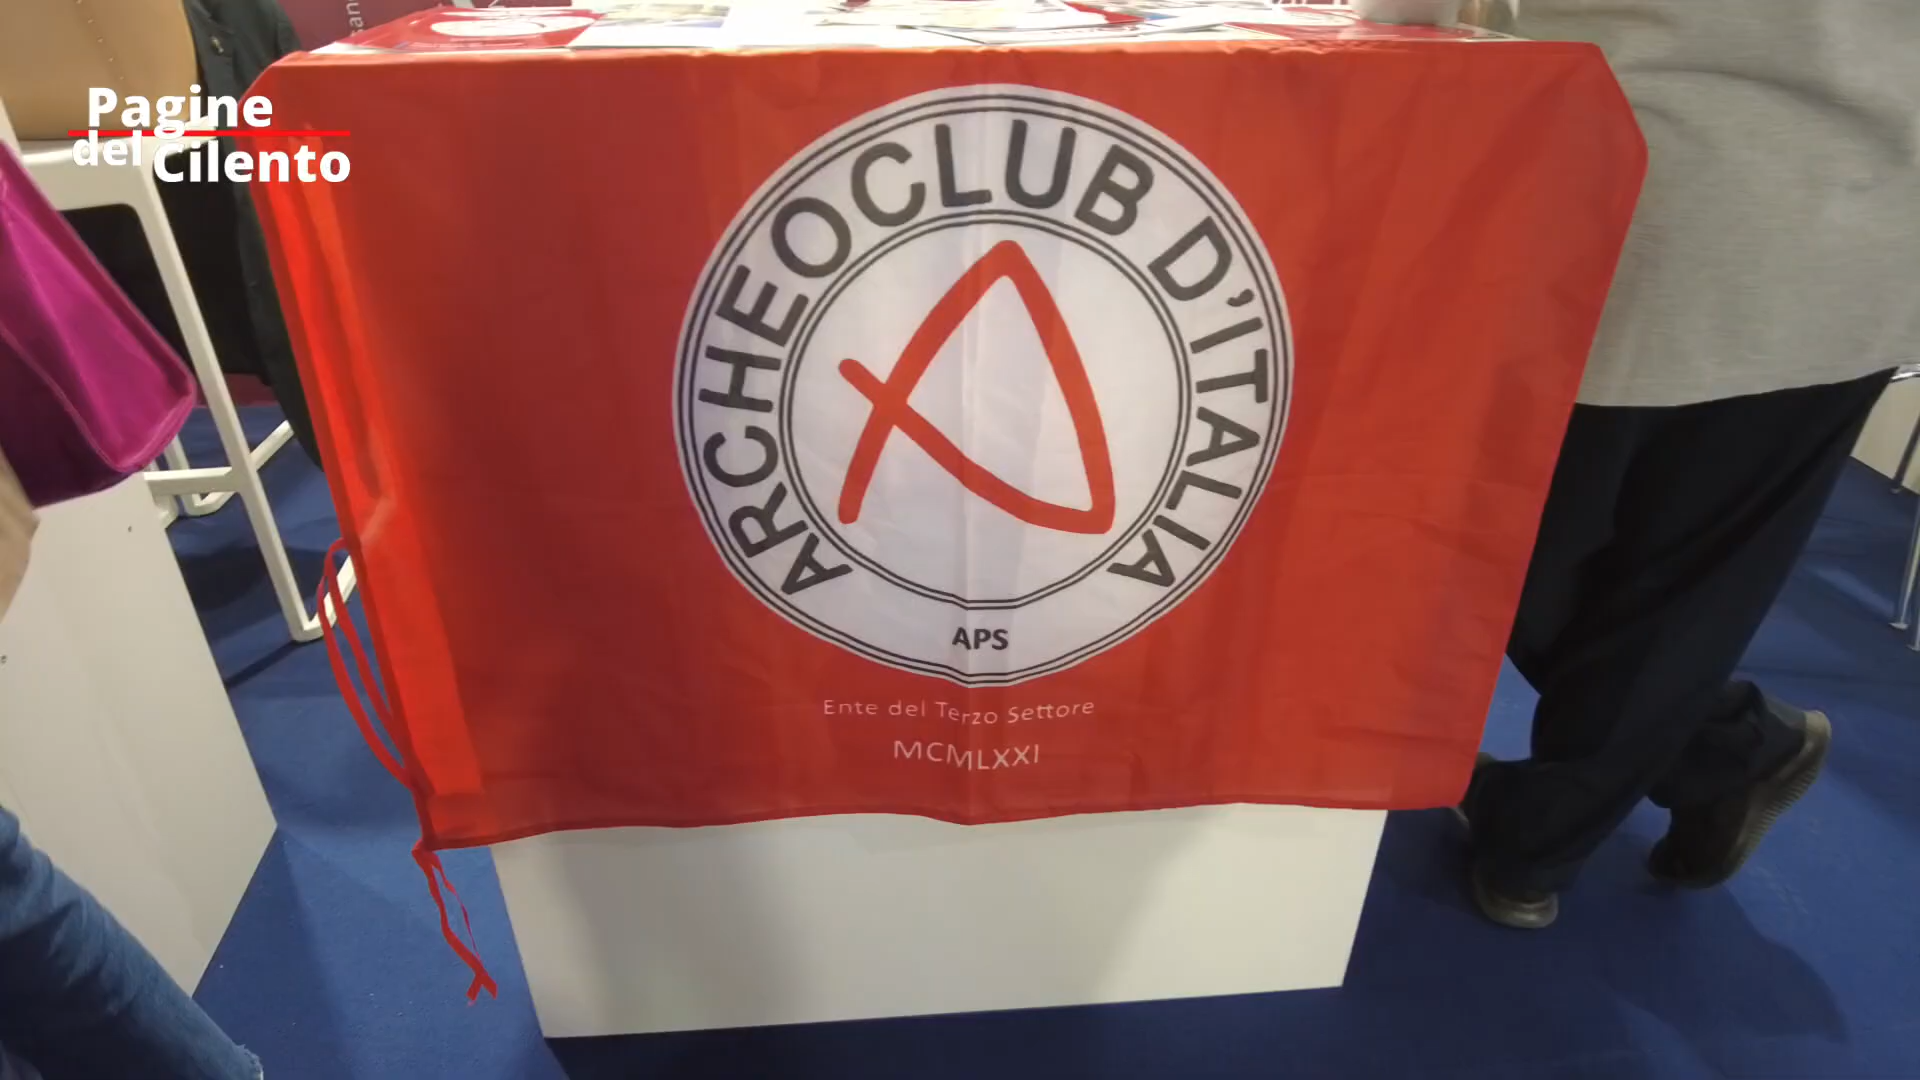 Pagine
del Cilento
ARCHEOCLUB D'ITALIA
APS
Ente del Terzo Settore
MCMLXXI